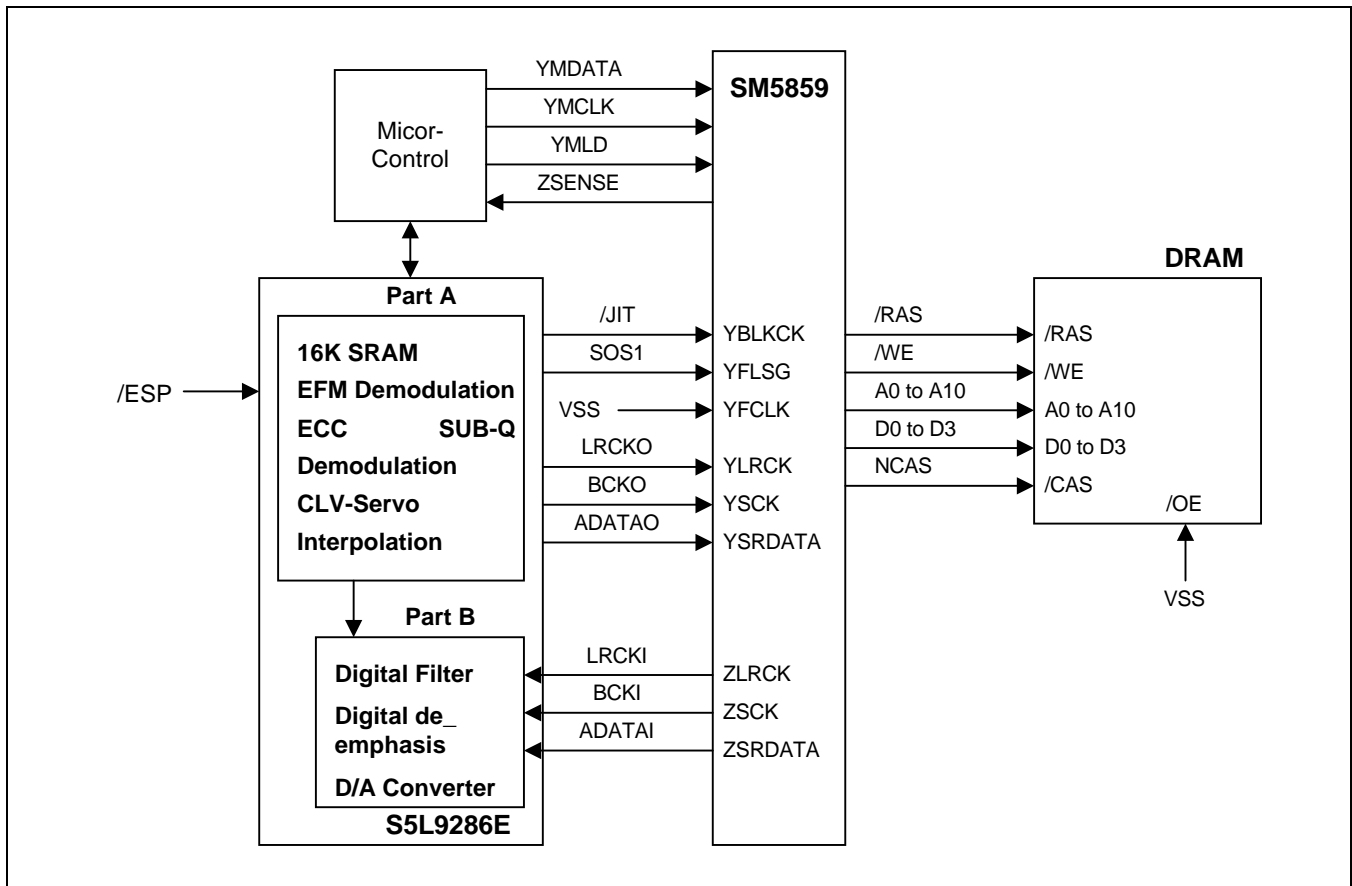 YMDATA
YMCLK
YMLD
ZSENSE
Micor-
Control
SM5859
DRAM
Part A
16K SRAM
EFM Demodulation
ECC SUB-Q
Demodulation
CLV-Servo
Interpolation
/ESP
/JIT
SOS1
VSS
LRCKO
BCKO
ADATAO
YBLKCK
YFLSG
YFCLK
YLRCK
YSCK
YSRDATA
/RAS
/WE
A0 to A10
D0 to D3
NCAS
/RAS
/WE
A0 to A10
D0 to D3
/CAS
/OE
VSS
Part B
Digital Filter
Digital de_
emphasis
D/A Converter
S5L9286E
LRCKI
BCKI
ADATAI
ZLRCK
ZSCK
ZSRDATA